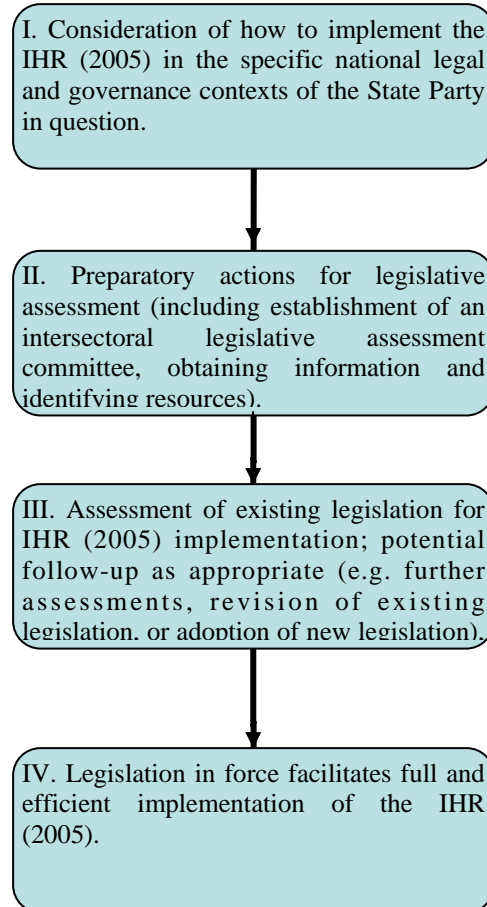 I. Consideration of how to implement the
IHR (2005) in the specific national legal
and governance contexts of the State Party
in question.
II. Preparatory actions for legislative
assessment (including establishment of an
intersectoral legislative assessment
committee, obtaining information and
identifying resources).
III. Assessment of existing legislation for
IHR (2005) implementation; potential
follow-up as appropriate (e.g. further
assessments, revision of existing
legislation, or adoption of new legislation).
IV. Legislation in force facilitates full and
efficient implementation of the IHR
(2005).